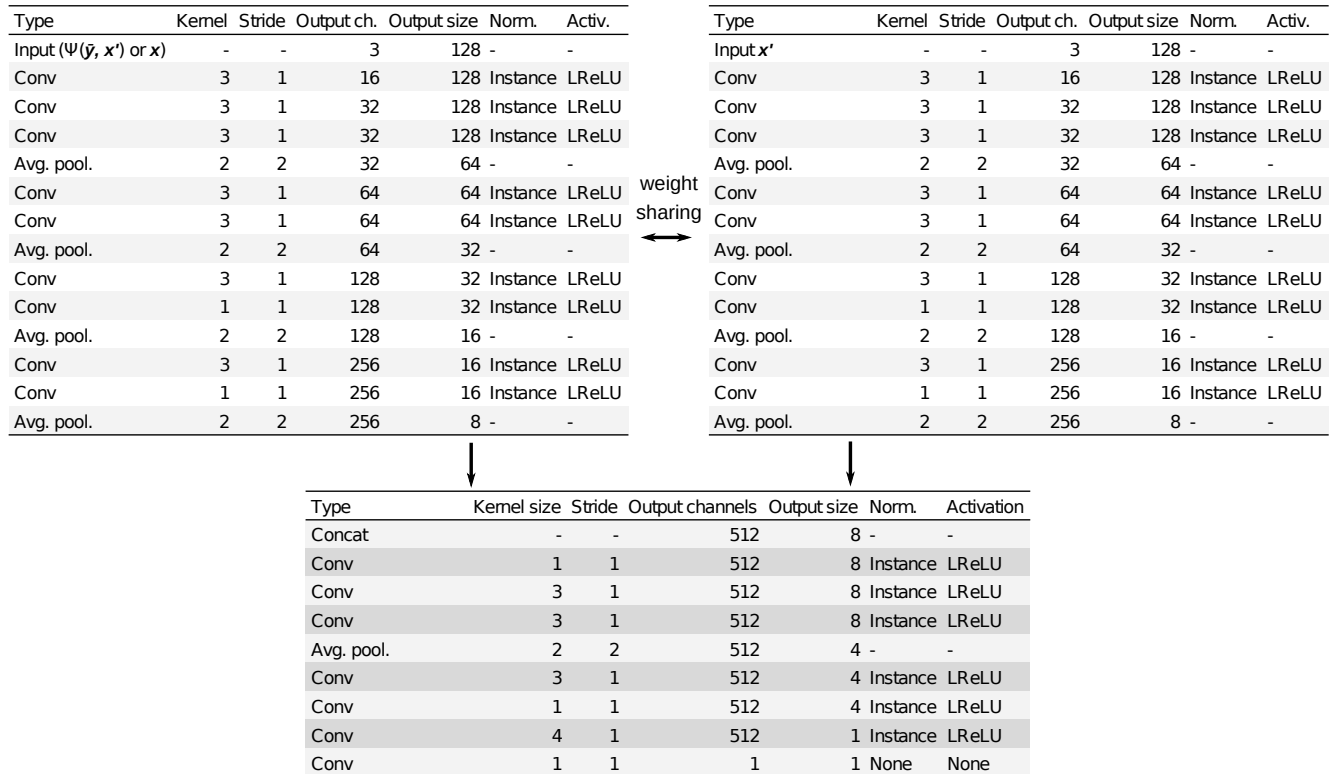 Type Kernel Stride Output ch. Output size Norm. Activ.
Input (Ψ(ȳ, x') or x) - - 3 128 - -
Conv 3 1 16 128 Instance LReLU
Conv 3 1 32 128 Instance LReLU
Conv 3 1 32 128 Instance LReLU
Avg. pool. 2 2 32 64 - -
Conv 3 1 64 64 Instance LReLU
Conv 3 1 64 64 Instance LReLU
Avg. pool. 2 2 64 32 - -
Conv 3 1 128 32 Instance LReLU
Conv 1 1 128 32 Instance LReLU
Avg. pool. 2 2 128 16 - -
Conv 3 1 256 16 Instance LReLU
Conv 1 1 256 16 Instance LReLU
Avg. pool. 2 2 256 8 - -
weight
sharing
Type Kernel Stride Output ch. Output size Norm. Activ.
Input x' - - 3 128 - -
Conv 3 1 16 128 Instance LReLU
Conv 3 1 32 128 Instance LReLU
Conv 3 1 32 128 Instance LReLU
Avg. pool. 2 2 32 64 - -
Conv 3 1 64 64 Instance LReLU
Conv 3 1 64 64 Instance LReLU
Avg. pool. 2 2 64 32 - -
Conv 3 1 128 32 Instance LReLU
Conv 1 1 128 32 Instance LReLU
Avg. pool. 2 2 128 16 - -
Conv 3 1 256 16 Instance LReLU
Conv 1 1 256 16 Instance LReLU
Avg. pool. 2 2 256 8 - -
Type Kernel size Stride Output channels Output size Norm. Activation
Concat - - 512 8 - -
Conv 1 1 512 8 Instance LReLU
Conv 3 1 512 8 Instance LReLU
Conv 3 1 512 8 Instance LReLU
Avg. pool. 2 2 512 4 - -
Conv 3 1 512 4 Instance LReLU
Conv 1 1 512 4 Instance LReLU
Conv 4 1 512 1 Instance LReLU
Conv 1 1 1 1 None None